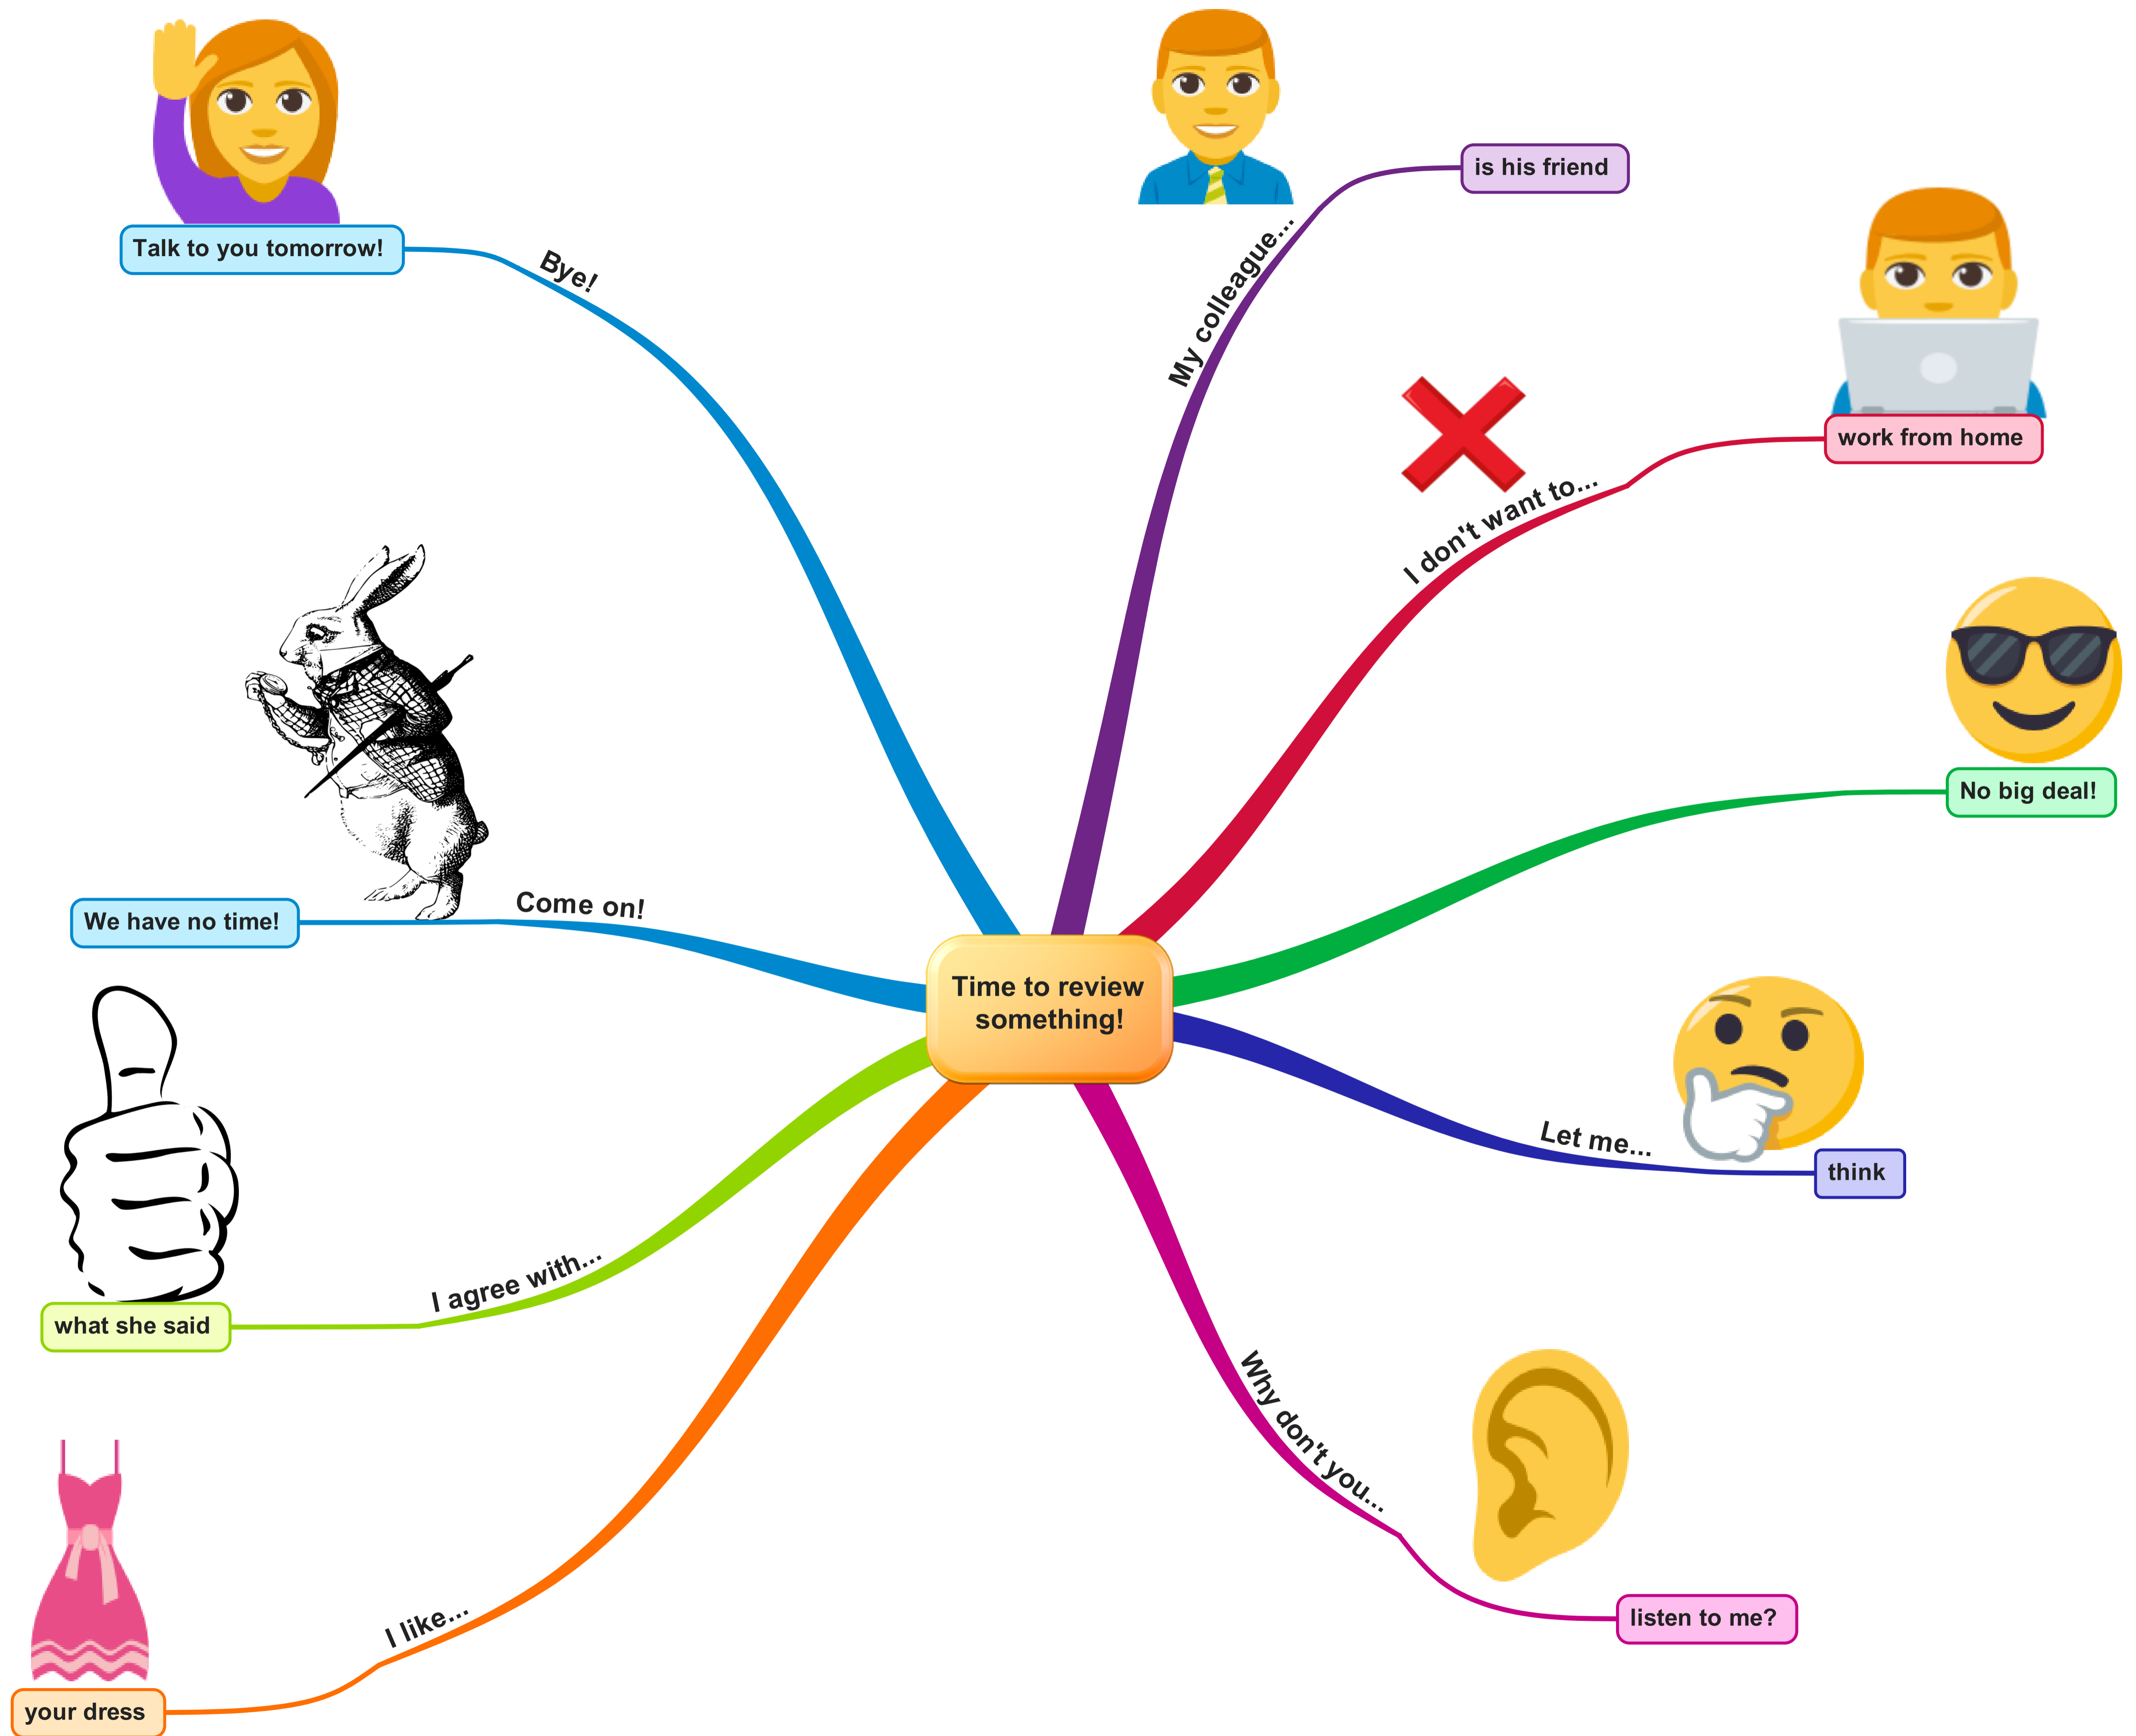 Time to review
something!
My colleague...
is his friend
I don't want to...
work from home
No big deal!
Let me...
think
Why don't you...
listen to me?
Bye!
Talk to you tomorrow!
Come on!
We have no time!
I agree with...
what she said
I like...
your dress